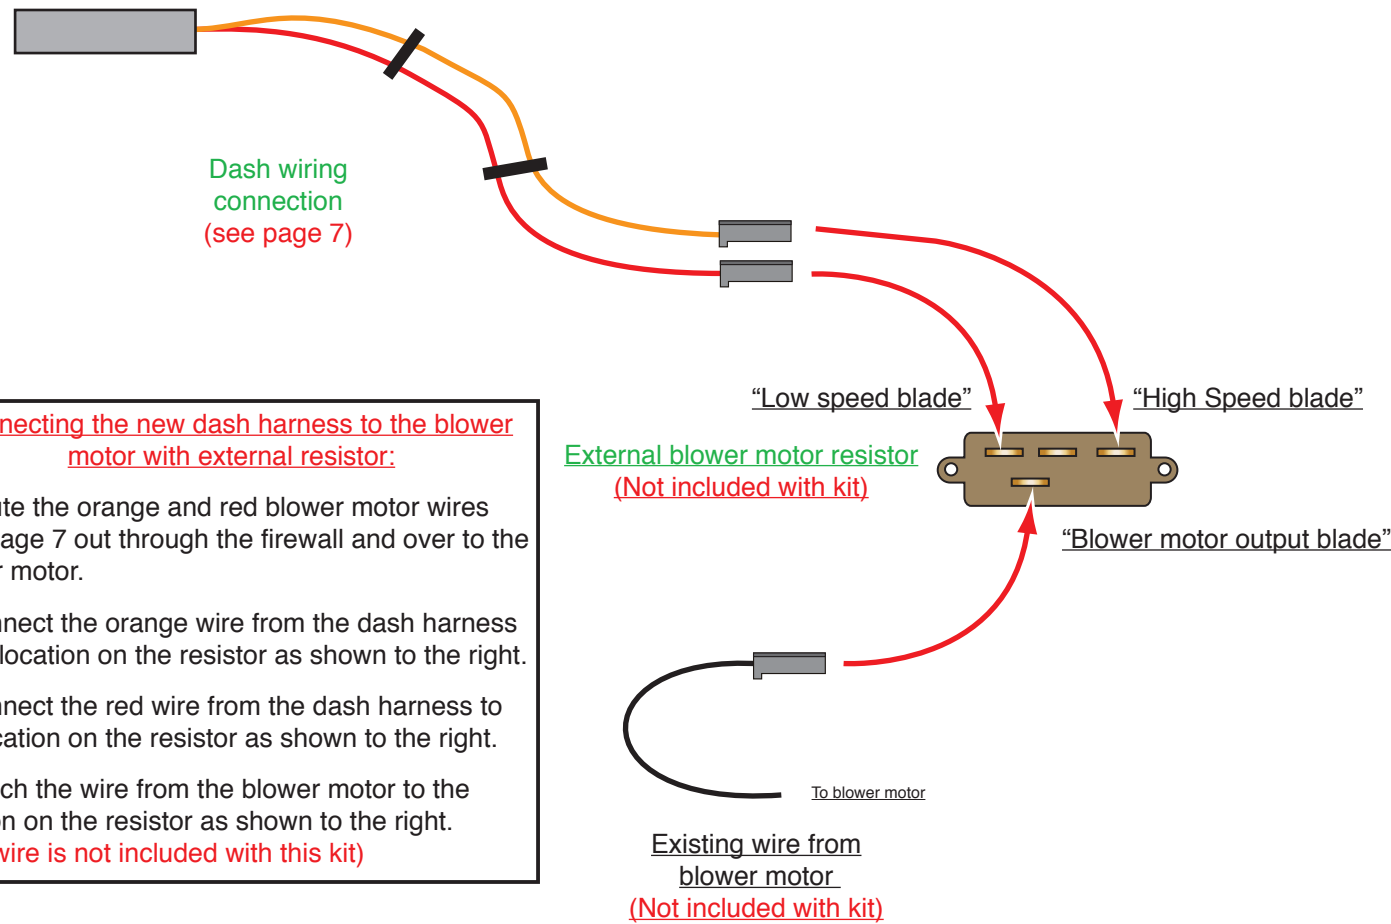 Dash wiring
connection
(see page 7)
“Low speed blade”
“High Speed blade”
External blower motor resistor
(Not included with kit)
“Blower motor output blade”
necting the new dash harness to the blower
motor with external resistor:
te the orange and red blower motor wires
age 7 out through the firewall and over to the
r motor.
nnect the orange wire from the dash harness
location on the resistor as shown to the right.
nnect the red wire from the dash harness to
cation on the resistor as shown to the right.
ch the wire from the blower motor to the
on on the resistor as shown to the right.
wire is not included with this kit)
To blower motor
Existing wire from
blower motor
(Not included with kit)